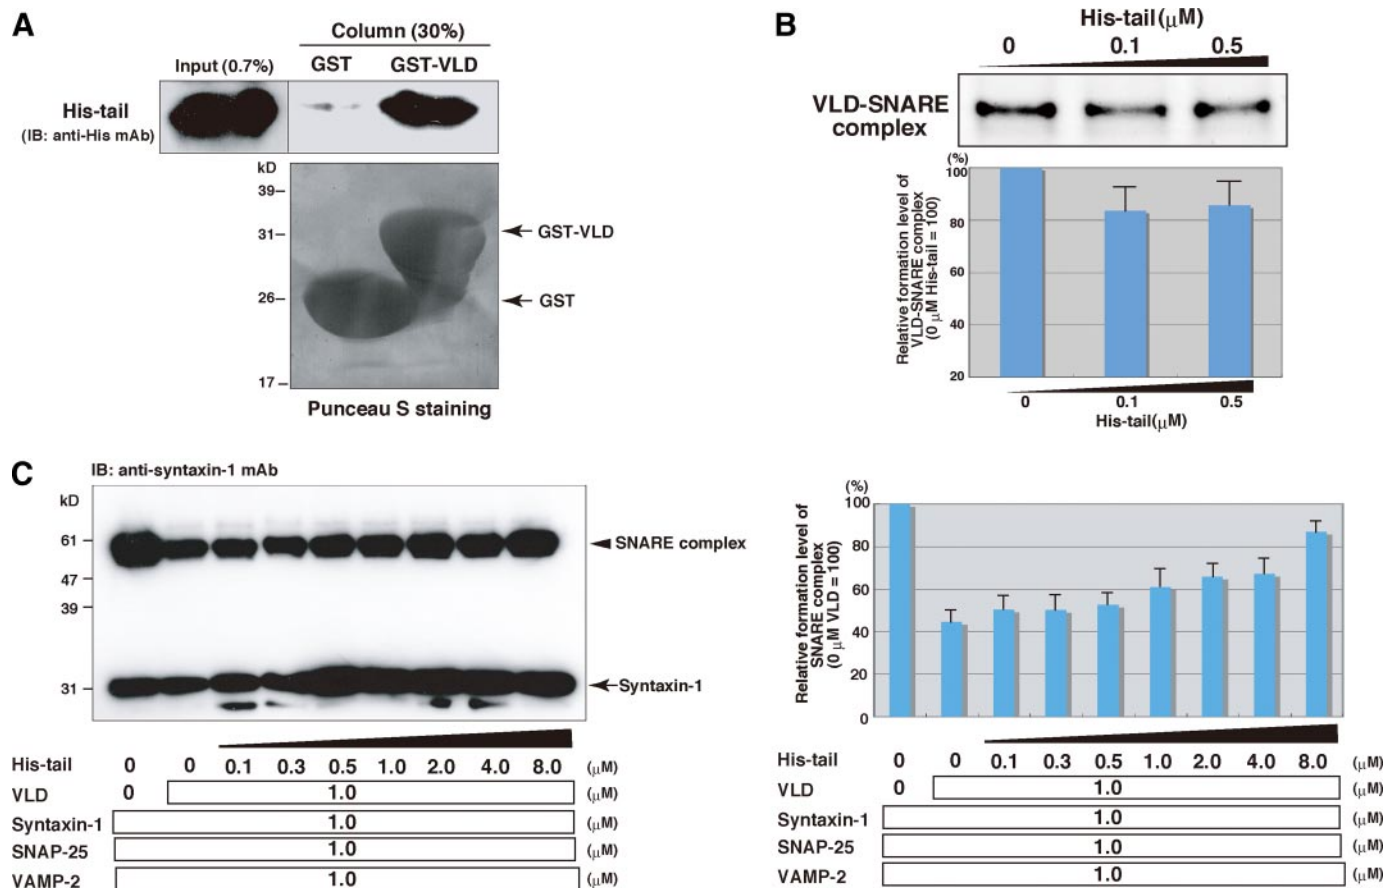 A
Column (30%)
Input (0.7%) GST GST-VLD
His-tail
(IB: anti-His mAb)
kD
39
31
26
17
GST-VLD
GST
Punceau S staining
B
His-tail(μM)
0 0.1 0.5
VLD-SNARE
complex
(%)
100
80
60
40
20
Relative formation level of
VLD-SNARE complex
(0 μM His-tail = 100)
0 0.1 0.5
His-tail(μM)
C
IB: anti-syntaxin-1 mAb
kD
61
47
39
31
SNARE complex
Syntaxin-1
His-tail 0 0 0.1 0.3 0.5 1.0 2.0 4.0 8.0 (μM)
VLD 0 1.0 (μM)
Syntaxin-1 1.0 (μM)
SNAP-25 1.0 (μM)
VAMP-2 1.0 (μM)
(%)
100
80
60
40
20
0
Relative formation level of
SNARE complex
(0 μM VLD = 100)
His-tail 0 0 0.1 0.3 0.5 1.0 2.0 4.0 8.0 (μM)
VLD 0 1.0 (μM)
Syntaxin-1 1.0 (μM)
SNAP-25 1.0 (μM)
VAMP-2 1.0 (μM)